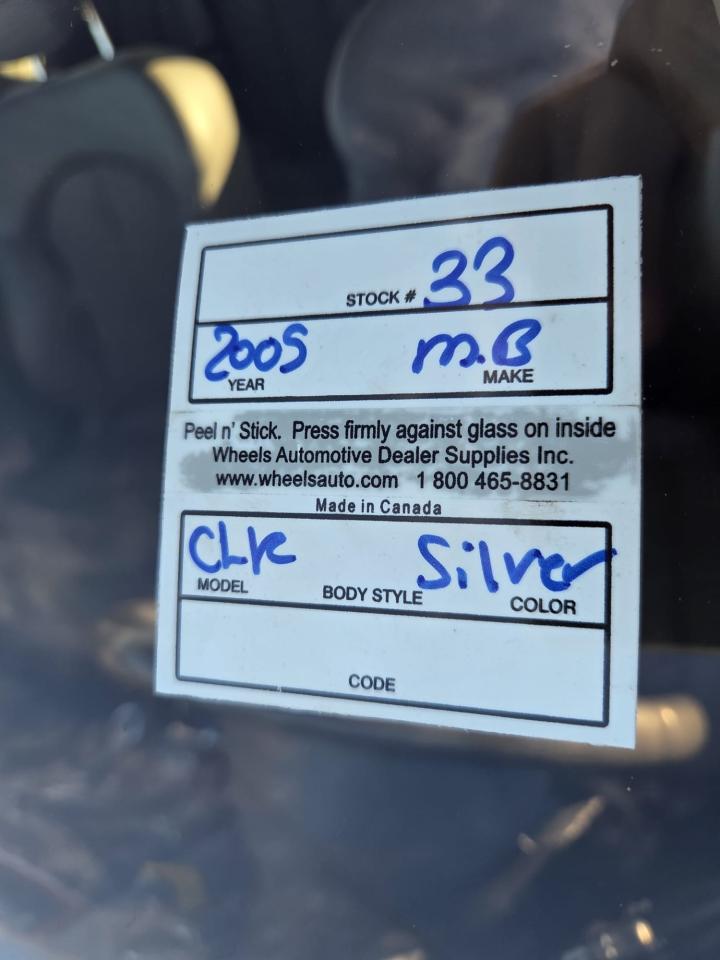 STOCK # 33
2005 m.B
YEAR MAKE
Peel n' Stick. Press firmly against glass on inside
Wheels Automotive Dealer Supplies Inc.
www.wheelsauto.com 1 800 465-8831
Made in Canada
CLK Silver
MODEL BODY STYLE COLOR
CODE